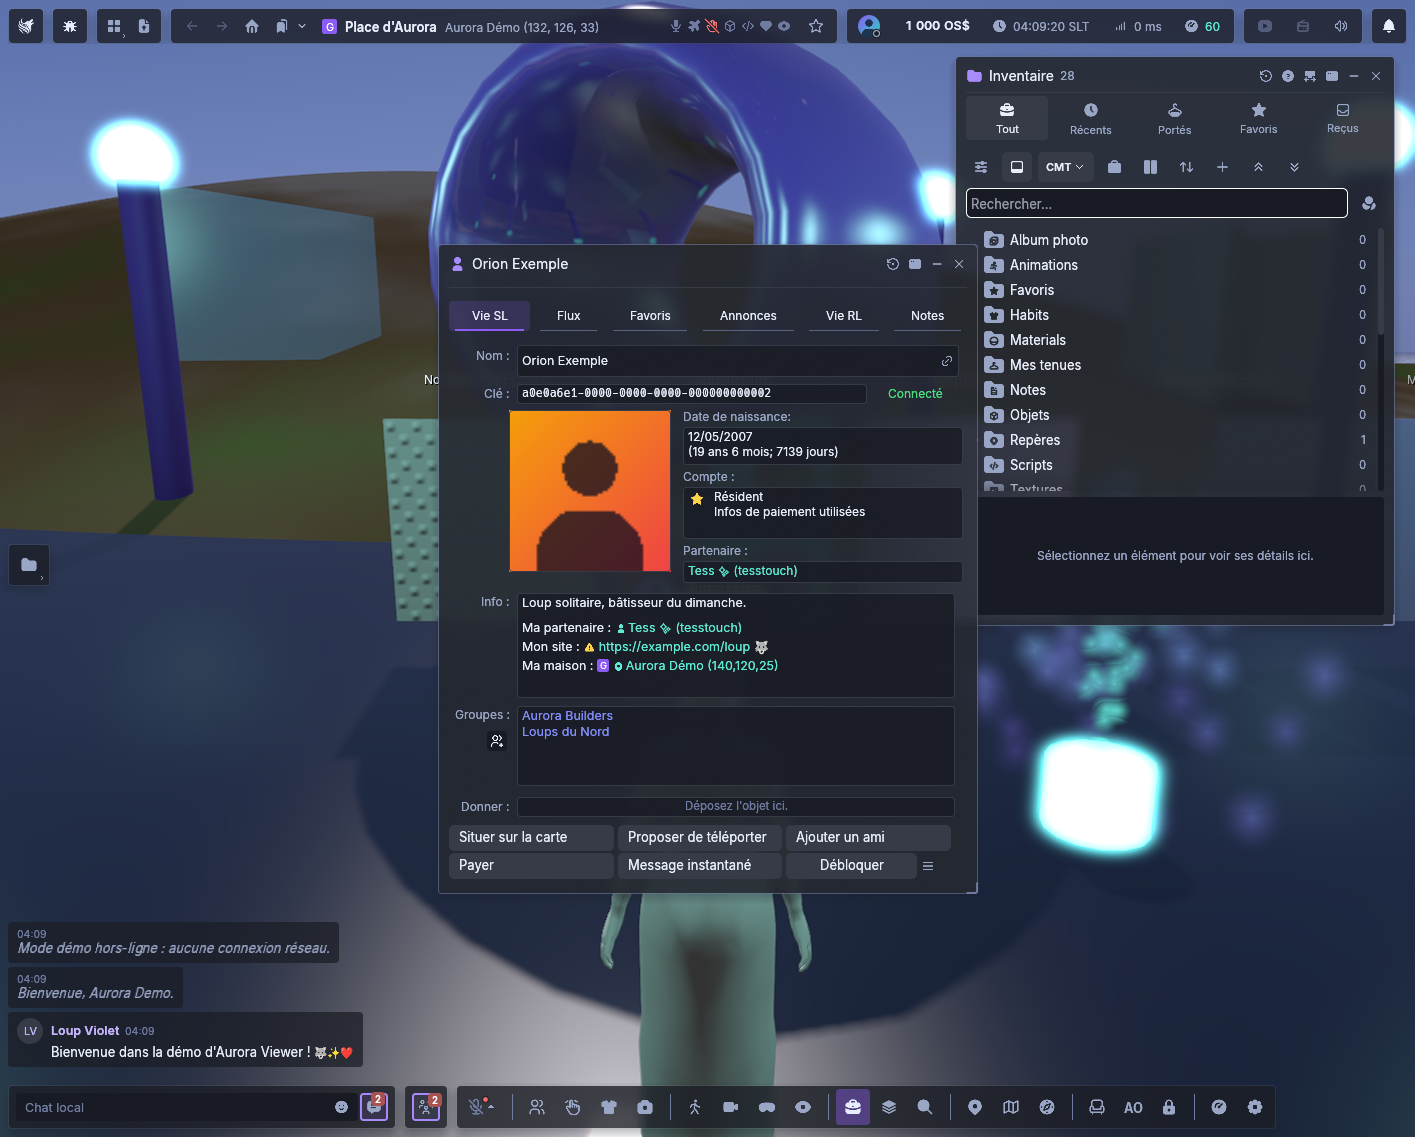 G Place d'Aurora Aurora Démo (132, 126, 33)
1 000 OS$ 04:09:20 SLT 0 ms 60
Inventaire 28
Tout Récents Portés Favoris Reçus
CMT
Rechercher...
Album photo 0
Animations 0
Favoris 0
Habits 0
Materials 0
Mes tenues 0
Notes 0
Objets 0
Repères 1
Scripts 0
Textures 0
Sélectionnez un élément pour voir ses détails ici.
Orion Exemple
Vie SL Flux Favoris Annonces Vie RL Notes
Nom : Orion Exemple
Clé : a0e0a6e1-0000-0000-0000-000000000002 Connecté
Date de naissance:
12/05/2007
(19 ans 6 mois; 7139 jours)
Compte :
Résident
Infos de paiement utilisées
Partenaire :
Tess ✨ (tesstouch)
Info : Loup solitaire, bâtisseur du dimanche.
Ma partenaire : Tess ✨ (tesstouch)
Mon site : ⚠ https://example.com/loup 🐺
Ma maison : G Aurora Démo (140,120,25)
Groupes : Aurora Builders
Loups du Nord
Donner : Déposez l'objet ici.
Situer sur la carte Proposer de téléporter Ajouter un ami
Payer Message instantané Débloquer
04:09
Mode démo hors-ligne : aucune connexion réseau.
04:09
Bienvenue, Aurora Demo.
LV Loup Violet 04:09
Bienvenue dans la démo d'Aurora Viewer ! 🐺✨❤️
Chat local 2 2 AO